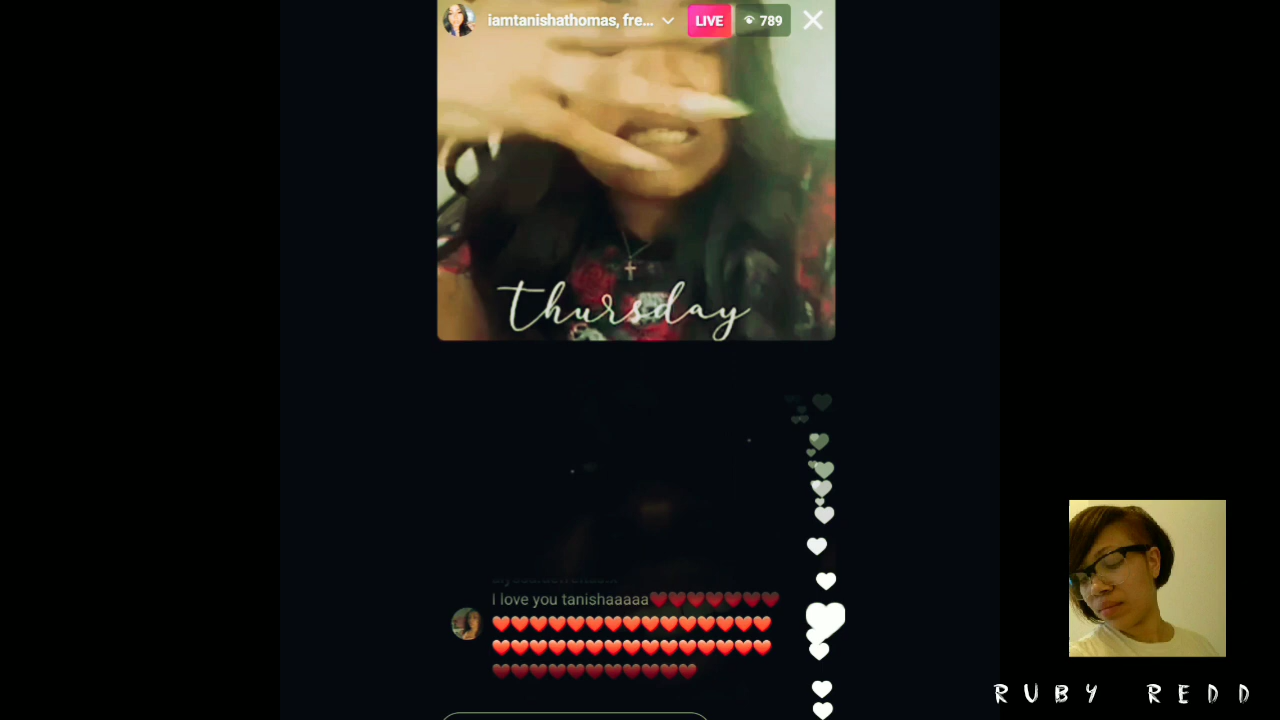 iamtanishathomas, fre...
LIVE
789
thursday
I love you tanishaaaaa❤️❤️❤️❤️❤️❤️❤️
❤️❤️❤️❤️❤️❤️❤️❤️❤️❤️❤️❤️❤️❤️❤️
❤️❤️❤️❤️❤️❤️❤️❤️❤️❤️❤️❤️❤️❤️❤️
❤️❤️❤️❤️❤️❤️❤️❤️❤️❤️❤️
RUBY REDD